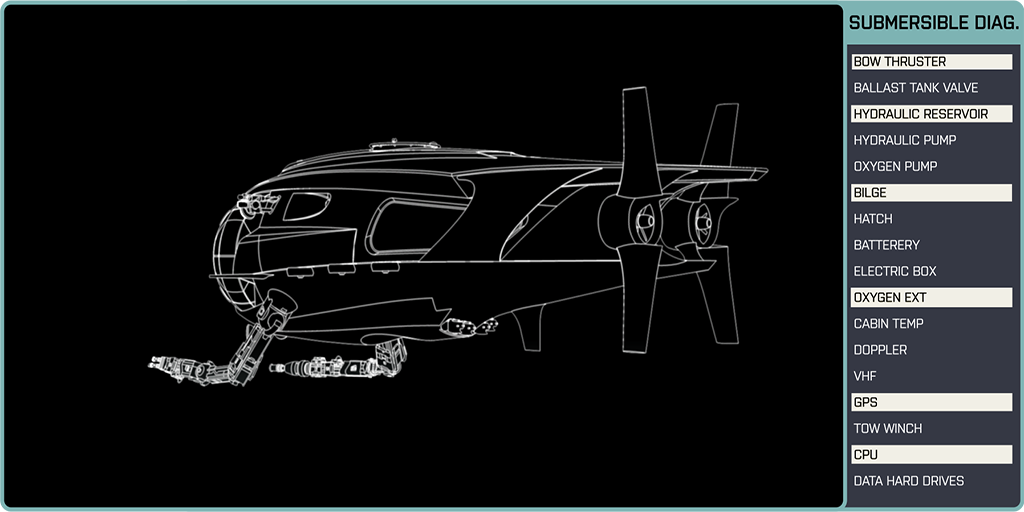 SUBMERSIBLE DIAG.
BOW THRUSTER
BALLAST TANK VALVE
HYDRAULIC RESERVOIR
HYDRAULIC PUMP
OXYGEN PUMP
BILGE
HATCH
BATTERERY
ELECTRIC BOX
OXYGEN EXT
CABIN TEMP
DOPPLER
VHF
GPS
TOW WINCH
CPU
DATA HARD DRIVES